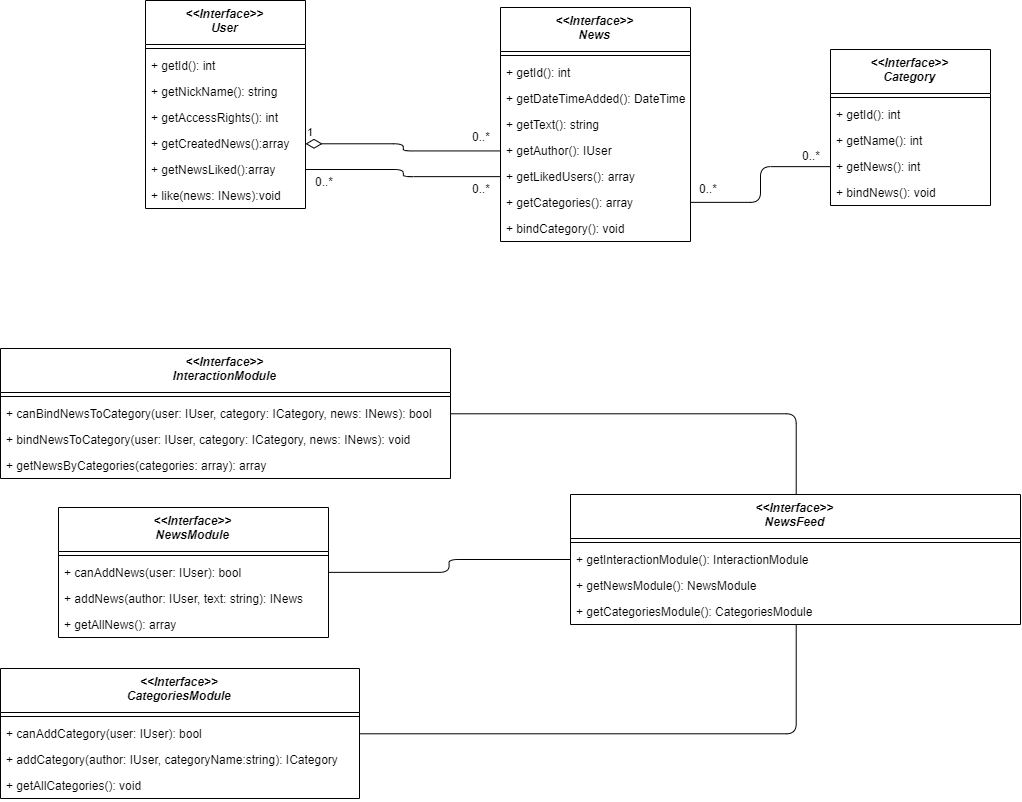 <<Interface>>
User
+ getId(): int
+ getNickName(): string
+ getAccessRights(): int
+ getCreatedNews():array
+ getNewsLiked():array
+ like(news: INews):void
1
0..*
0..*
0..*
<<Interface>>
News
+ getId(): int
+ getDateTimeAdded(): DateTime
+ getText(): string
+ getAuthor(): IUser
+ getLikedUsers(): array
+ getCategories(): array
+ bindCategory(): void
0..*
0..*
<<Interface>>
Category
+ getId(): int
+ getName(): int
+ getNews(): int
+ bindNews(): void
<<Interface>>
InteractionModule
+ canBindNewsToCategory(user: IUser, category: ICategory, news: INews): bool
+ bindNewsToCategory(user: IUser, category: ICategory, news: INews): void
+ getNewsByCategories(categories: array): array
<<Interface>>
NewsModule
+ canAddNews(user: IUser): bool
+ addNews(author: IUser, text: string): INews
+ getAllNews(): array
<<Interface>>
NewsFeed
+ getInteractionModule(): InteractionModule
+ getNewsModule(): NewsModule
+ getCategoriesModule(): CategoriesModule
<<Interface>>
CategoriesModule
+ canAddCategory(user: IUser): bool
+ addCategory(author: IUser, categoryName:string): ICategory
+ getAllCategories(): void